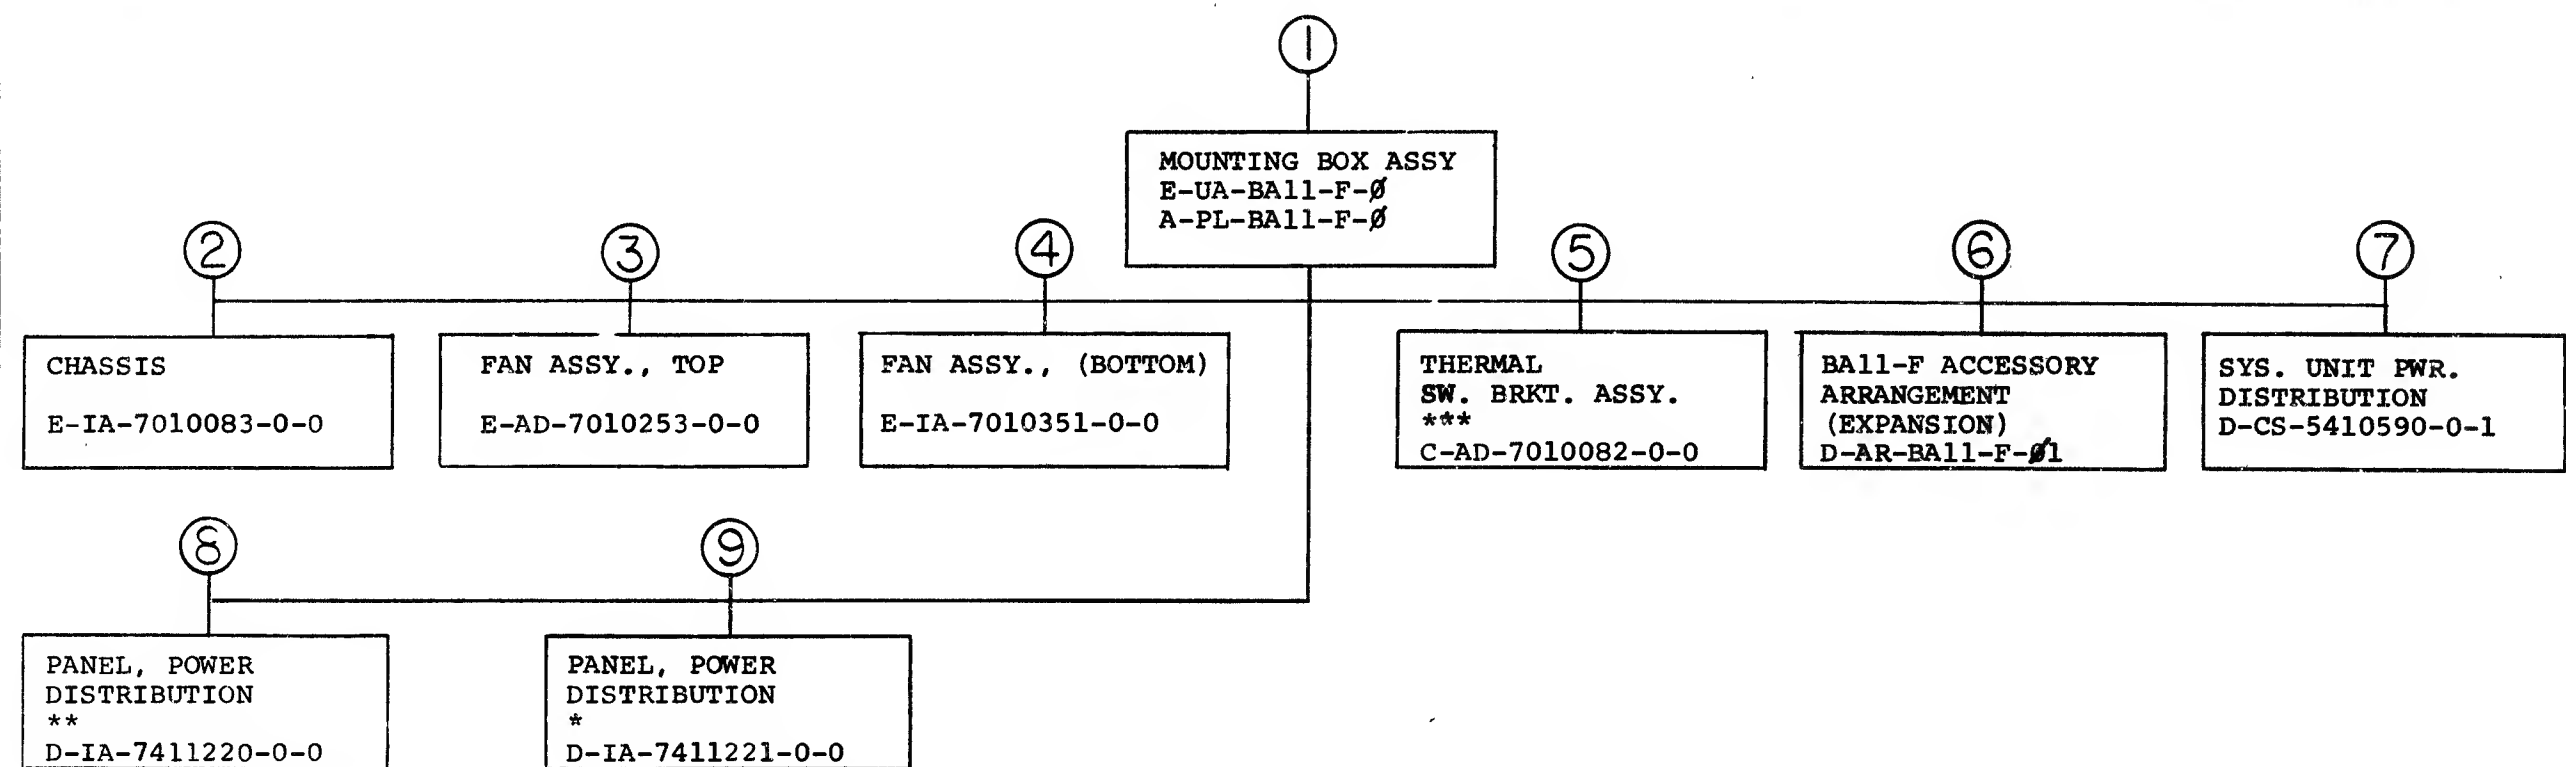 1
MOUNTING BOX ASSY
E-UA-BA11-F-Ø
A-PL-BA11-F-Ø
2
3
4
5
6
7
CHASSIS
E-IA-7010083-0-0
FAN ASSY., TOP
E-AD-7010253-0-0
FAN ASSY., (BOTTOM)
E-IA-7010351-0-0
THERMAL
SW. BRKT. ASSY.
***
C-AD-7010082-0-0
BA11-F ACCESSORY
ARRANGEMENT
(EXPANSION)
D-AR-BA11-F-Ø1
SYS. UNIT PWR.
DISTRIBUTION
D-CS-5410590-0-1
8
9
PANEL, POWER
DISTRIBUTION
**
D-IA-7411220-0-0
PANEL, POWER
DISTRIBUTION
*
D-IA-7411221-0-0